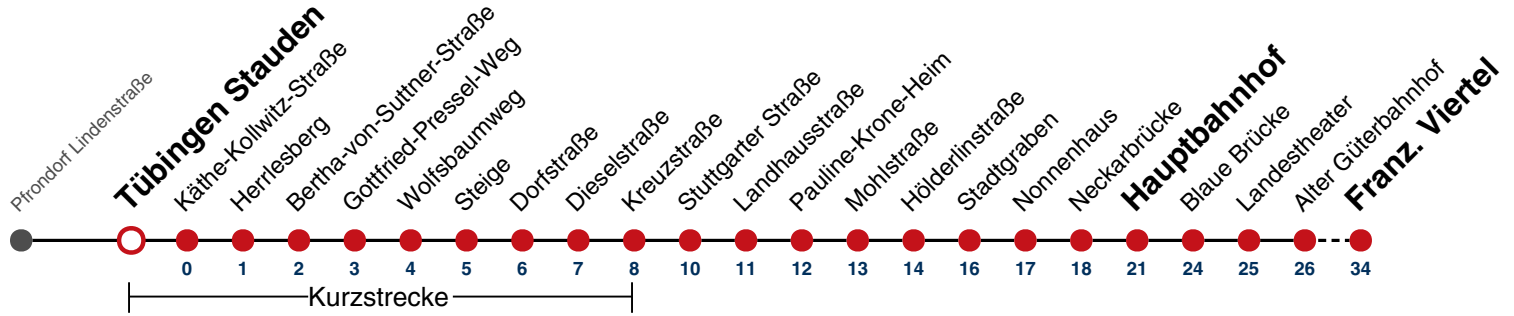 Pfrondorf Lindenstraße
Tübingen Stauden
Käthe-Kollwitz-Straße
Herrlesberg
Bertha-von-Suttner-Straße
Gottfried-Pressel-Weg
Wolfsbaumweg
Steige
Dorfstraße
Dieselstraße
Kreuzstraße
Stuttgarter Straße
Landhausstraße
Pauline-Krone-Heim
Mohlstraße
Hölderlinstraße
Stadtgraben
Nonnenhaus
Neckarbrücke
Hauptbahnhof
Blaue Brücke
Landestheater
Alter Güterbahnhof
Franz. Viertel
0 1 2 3 4 5 6 7 8 10 11 12 13 14 16 17 18 21 24 25 26 34
Kurzstrecke